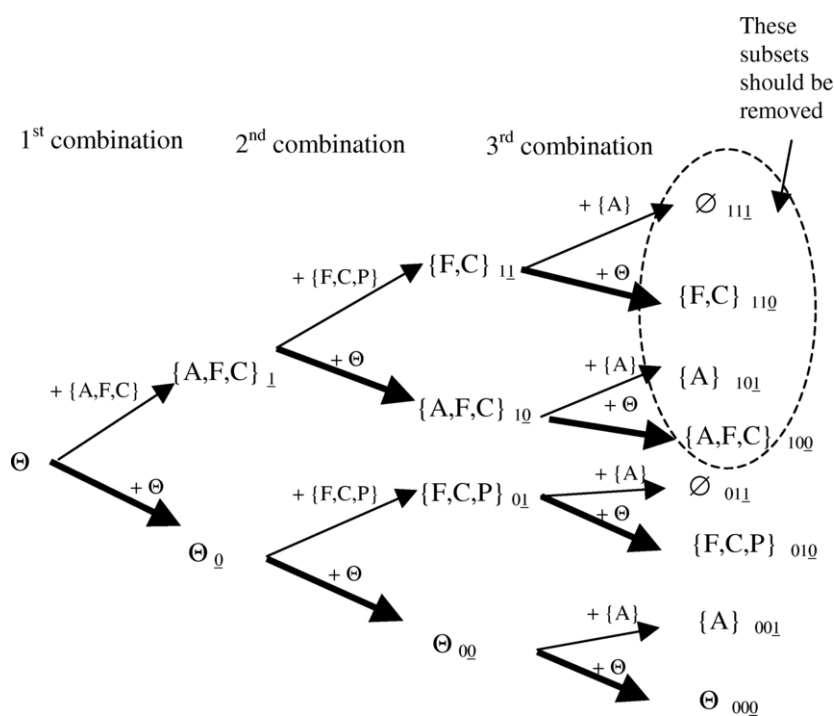 These
subsets
should be
removed
1st combination
2nd combination
3rd combination
+ {A}
∅ 111
+ {F,C,P}
{F,C} 11
+ Θ
{F,C} 110
+ {A,F,C}
{A,F,C} 1
+ Θ
+ {A}
{A} 101
{A,F,C} 10
+ Θ
{A,F,C} 100
Θ
+ Θ
+ {F,C,P}
{F,C,P} 01
+ {A}
∅ 011
+ Θ
{F,C,P} 010
Θ 0
+ Θ
+ {A}
{A} 001
Θ 00
+ Θ
Θ 000